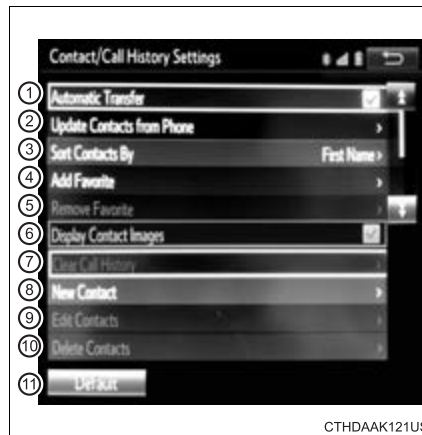 Contact/Call History Settings
1 Automatic Transfer
2 Update Contacts from Phone
3 Sort Contacts By First Name
4 Add Favorite
5 Remove Favorite
6 Display Contact Images
7 Clear Call History
8 New Contact
9 Edit Contacts
10 Delete Contacts
11 Default
CTHDAAK121US